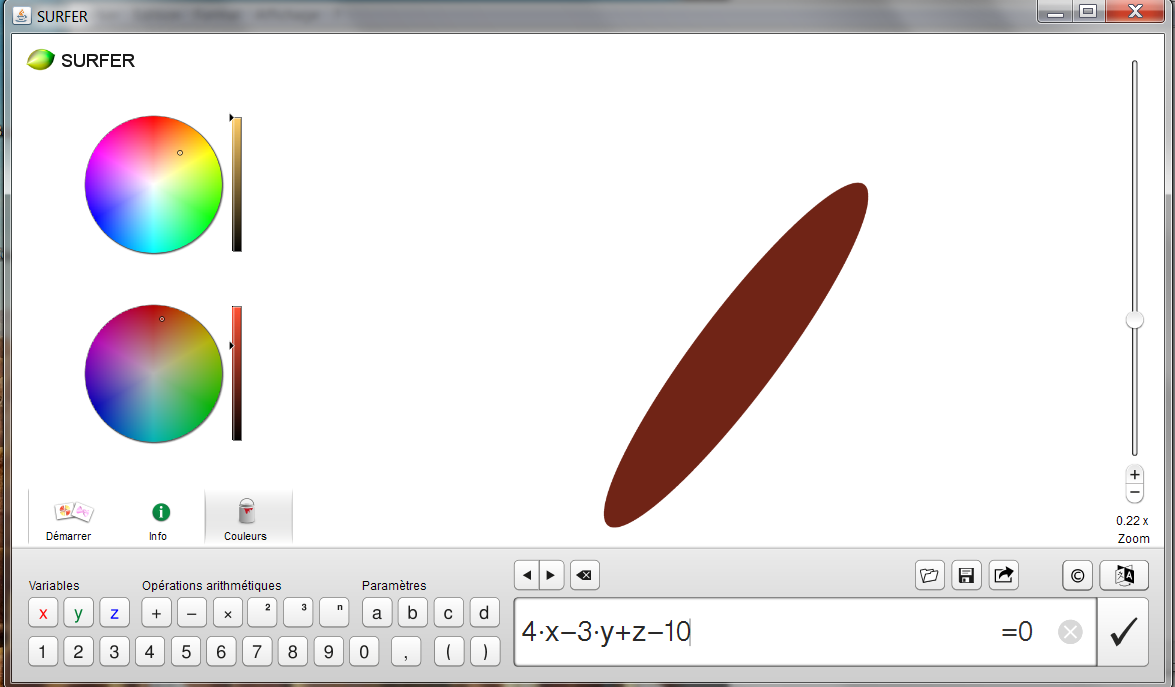 SURFER
SURFER
Démarrer Info Couleurs
+
−
0.22 x
Zoom
Variables Opérations arithmétiques Paramètres
x y z + − × ² ³ ⁿ a b c d
1 2 3 4 5 6 7 8 9 0 , ( )
4·x−3·y+z−10 =0
©
A